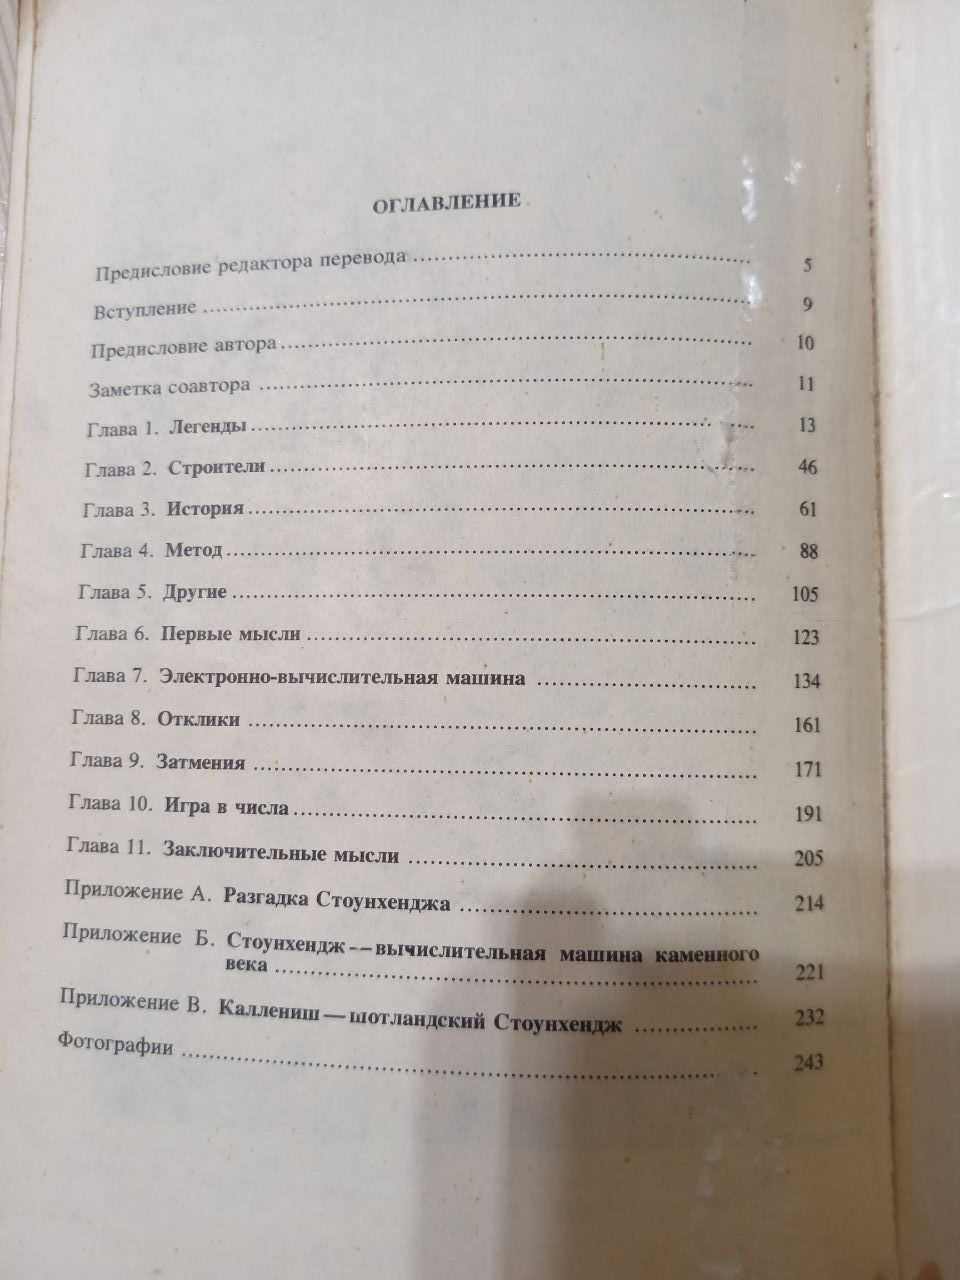 ОГЛАВЛЕНИЕ
Предисловие редактора перевода ........ 5
Вступление ........ 9
Предисловие автора ........ 10
Заметка соавтора ........ 11
Глава 1. Легенды ........ 13
Глава 2. Строители ........ 46
Глава 3. История ........ 61
Глава 4. Метод ........ 88
Глава 5. Другие ........ 105
Глава 6. Первые мысли ........ 123
Глава 7. Электронно-вычислительная машина ........ 134
Глава 8. Отклики ........ 161
Глава 9. Затмения ........ 171
Глава 10. Игра в числа ........ 191
Глава 11. Заключительные мысли ........ 205
Приложение А. Разгадка Стоунхенджа ........ 214
Приложение Б. Стоунхендж — вычислительная машина каменного
века ........ 221
Приложение В. Каллениш — шотландский Стоунхендж ........ 232
Фотографии ........ 243